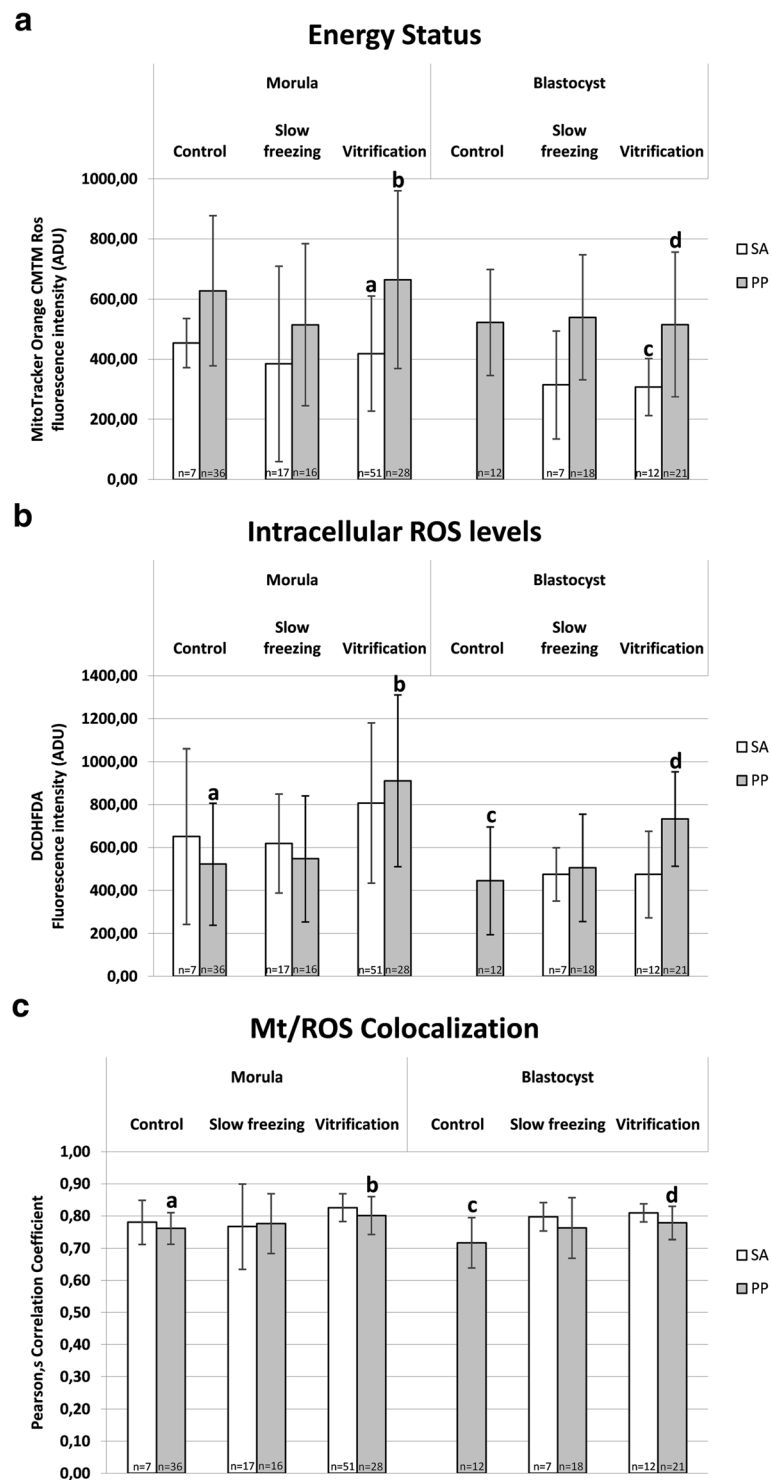 a
Energy Status
Morula Blastocyst
Control Slow freezing Vitrification Control Slow freezing Vitrification
MitoTracker Orange CMTM Ros
fluorescence intensity (ADU)
1000,00
800,00
600,00
400,00
200,00
0,00
a b c d
n=7 n=36 n=17 n=16 n=51 n=28 n=12 n=7 n=18 n=12 n=21
SA
PP
b
Intracellular ROS levels
Morula Blastocyst
Control Slow freezing Vitrification Control Slow freezing Vitrification
DCDHFDA
Fluorescence intensity (ADU)
1400,00
1200,00
1000,00
800,00
600,00
400,00
200,00
0,00
a b c d
n=7 n=36 n=17 n=16 n=51 n=28 n=12 n=7 n=18 n=12 n=21
SA
PP
c
Mt/ROS Colocalization
Morula Blastocyst
Control Slow freezing Vitrification Control Slow freezing Vitrification
Pearson,s Correlation Coefficient
1,00
0,90
0,80
0,70
0,60
0,50
0,40
0,30
0,20
0,10
0,00
a b c d
n=7 n=36 n=17 n=16 n=51 n=28 n=12 n=7 n=18 n=12 n=21
SA
PP